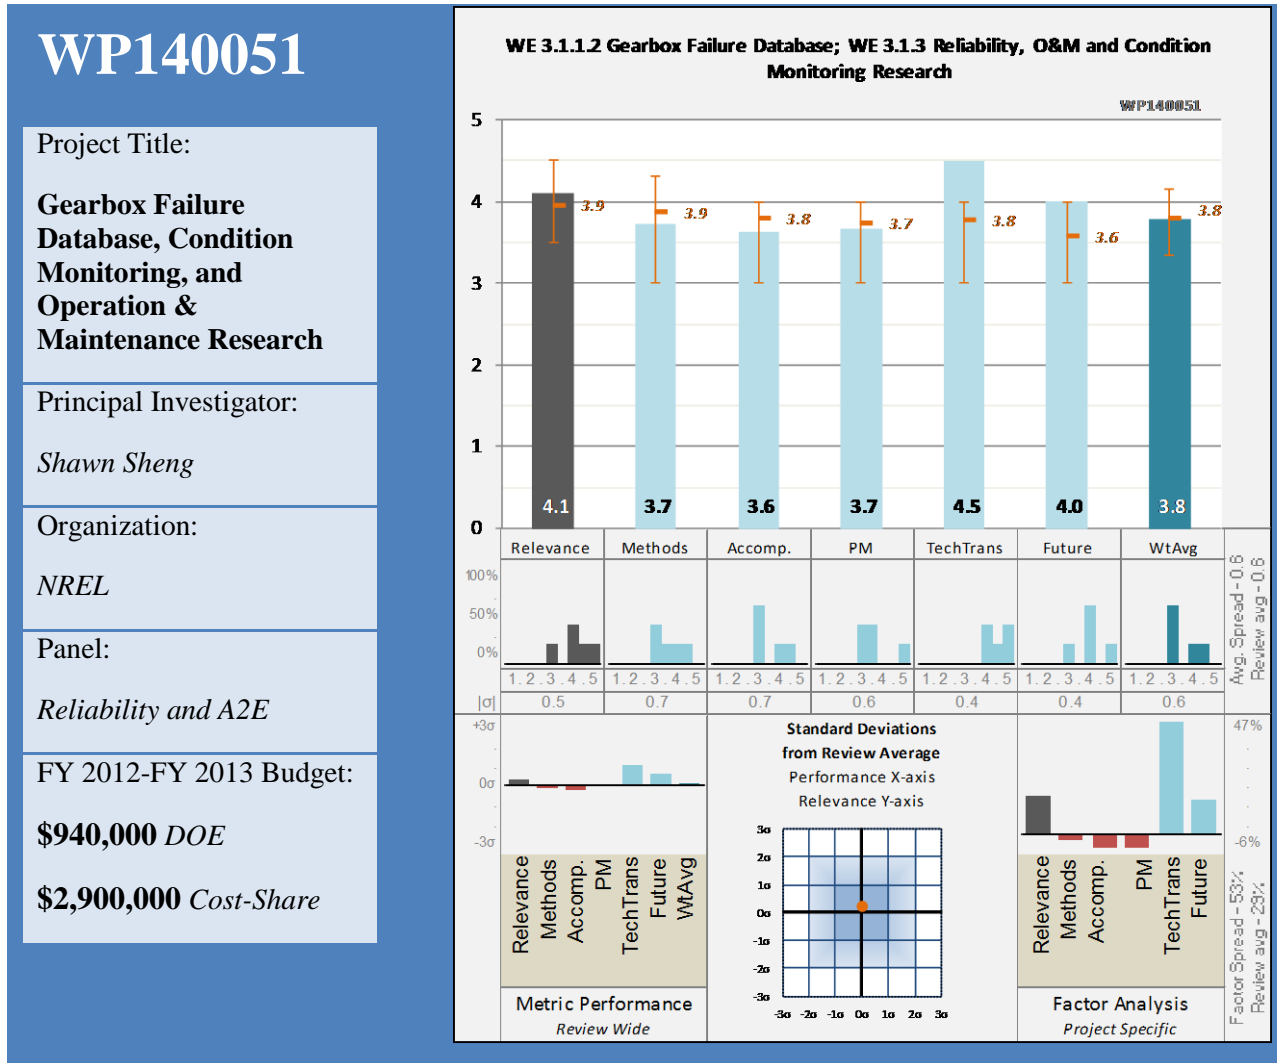 WP140051
Project Title:
Gearbox Failure
Database, Condition
Monitoring, and
Operation &
Maintenance Research
Principal Investigator:
Shawn Sheng
Organization:
NREL
Panel:
Reliability and A2E
FY 2012-FY 2013 Budget:
$940,000 DOE
$2,900,000 Cost-Share
WE 3.1.1.2 Gearbox Failure Database; WE 3.1.3 Reliability, O&M and Condition
Monitoring Research
WP140051
5
4
3
2
1
0
3.9
3.9
3.8
3.7
3.8
3.6
3.8
4.1
3.7
3.6
3.7
4.5
4.0
3.8
Relevance
Methods
Accomp.
PM
TechTrans
Future
WtAvg
100%
50%
0%
1.2.3.4.5
1.2.3.4.5
1.2.3.4.5
1.2.3.4.5
1.2.3.4.5
1.2.3.4.5
1.2.3.4.5
|σ|
0.5
0.7
0.7
0.6
0.4
0.4
0.6
Avg. Spread - 0.6
Review avg - 0.6
+3σ
0σ
-3σ
Relevance
Methods
Accomp.
PM
TechTrans
Future
WtAvg
Metric Performance
Review Wide
Standard Deviations
from Review Average
Performance X-axis
Relevance Y-axis
3σ
2σ
1σ
0σ
-1σ
-2σ
-3σ
-3σ -2σ -1σ 0σ 1σ 2σ 3σ
47%
-6%
Relevance
Methods
Accomp.
PM
TechTrans
Future
Factor Analysis
Project Specific
Factor Spread - 53%
Review avg - 29%